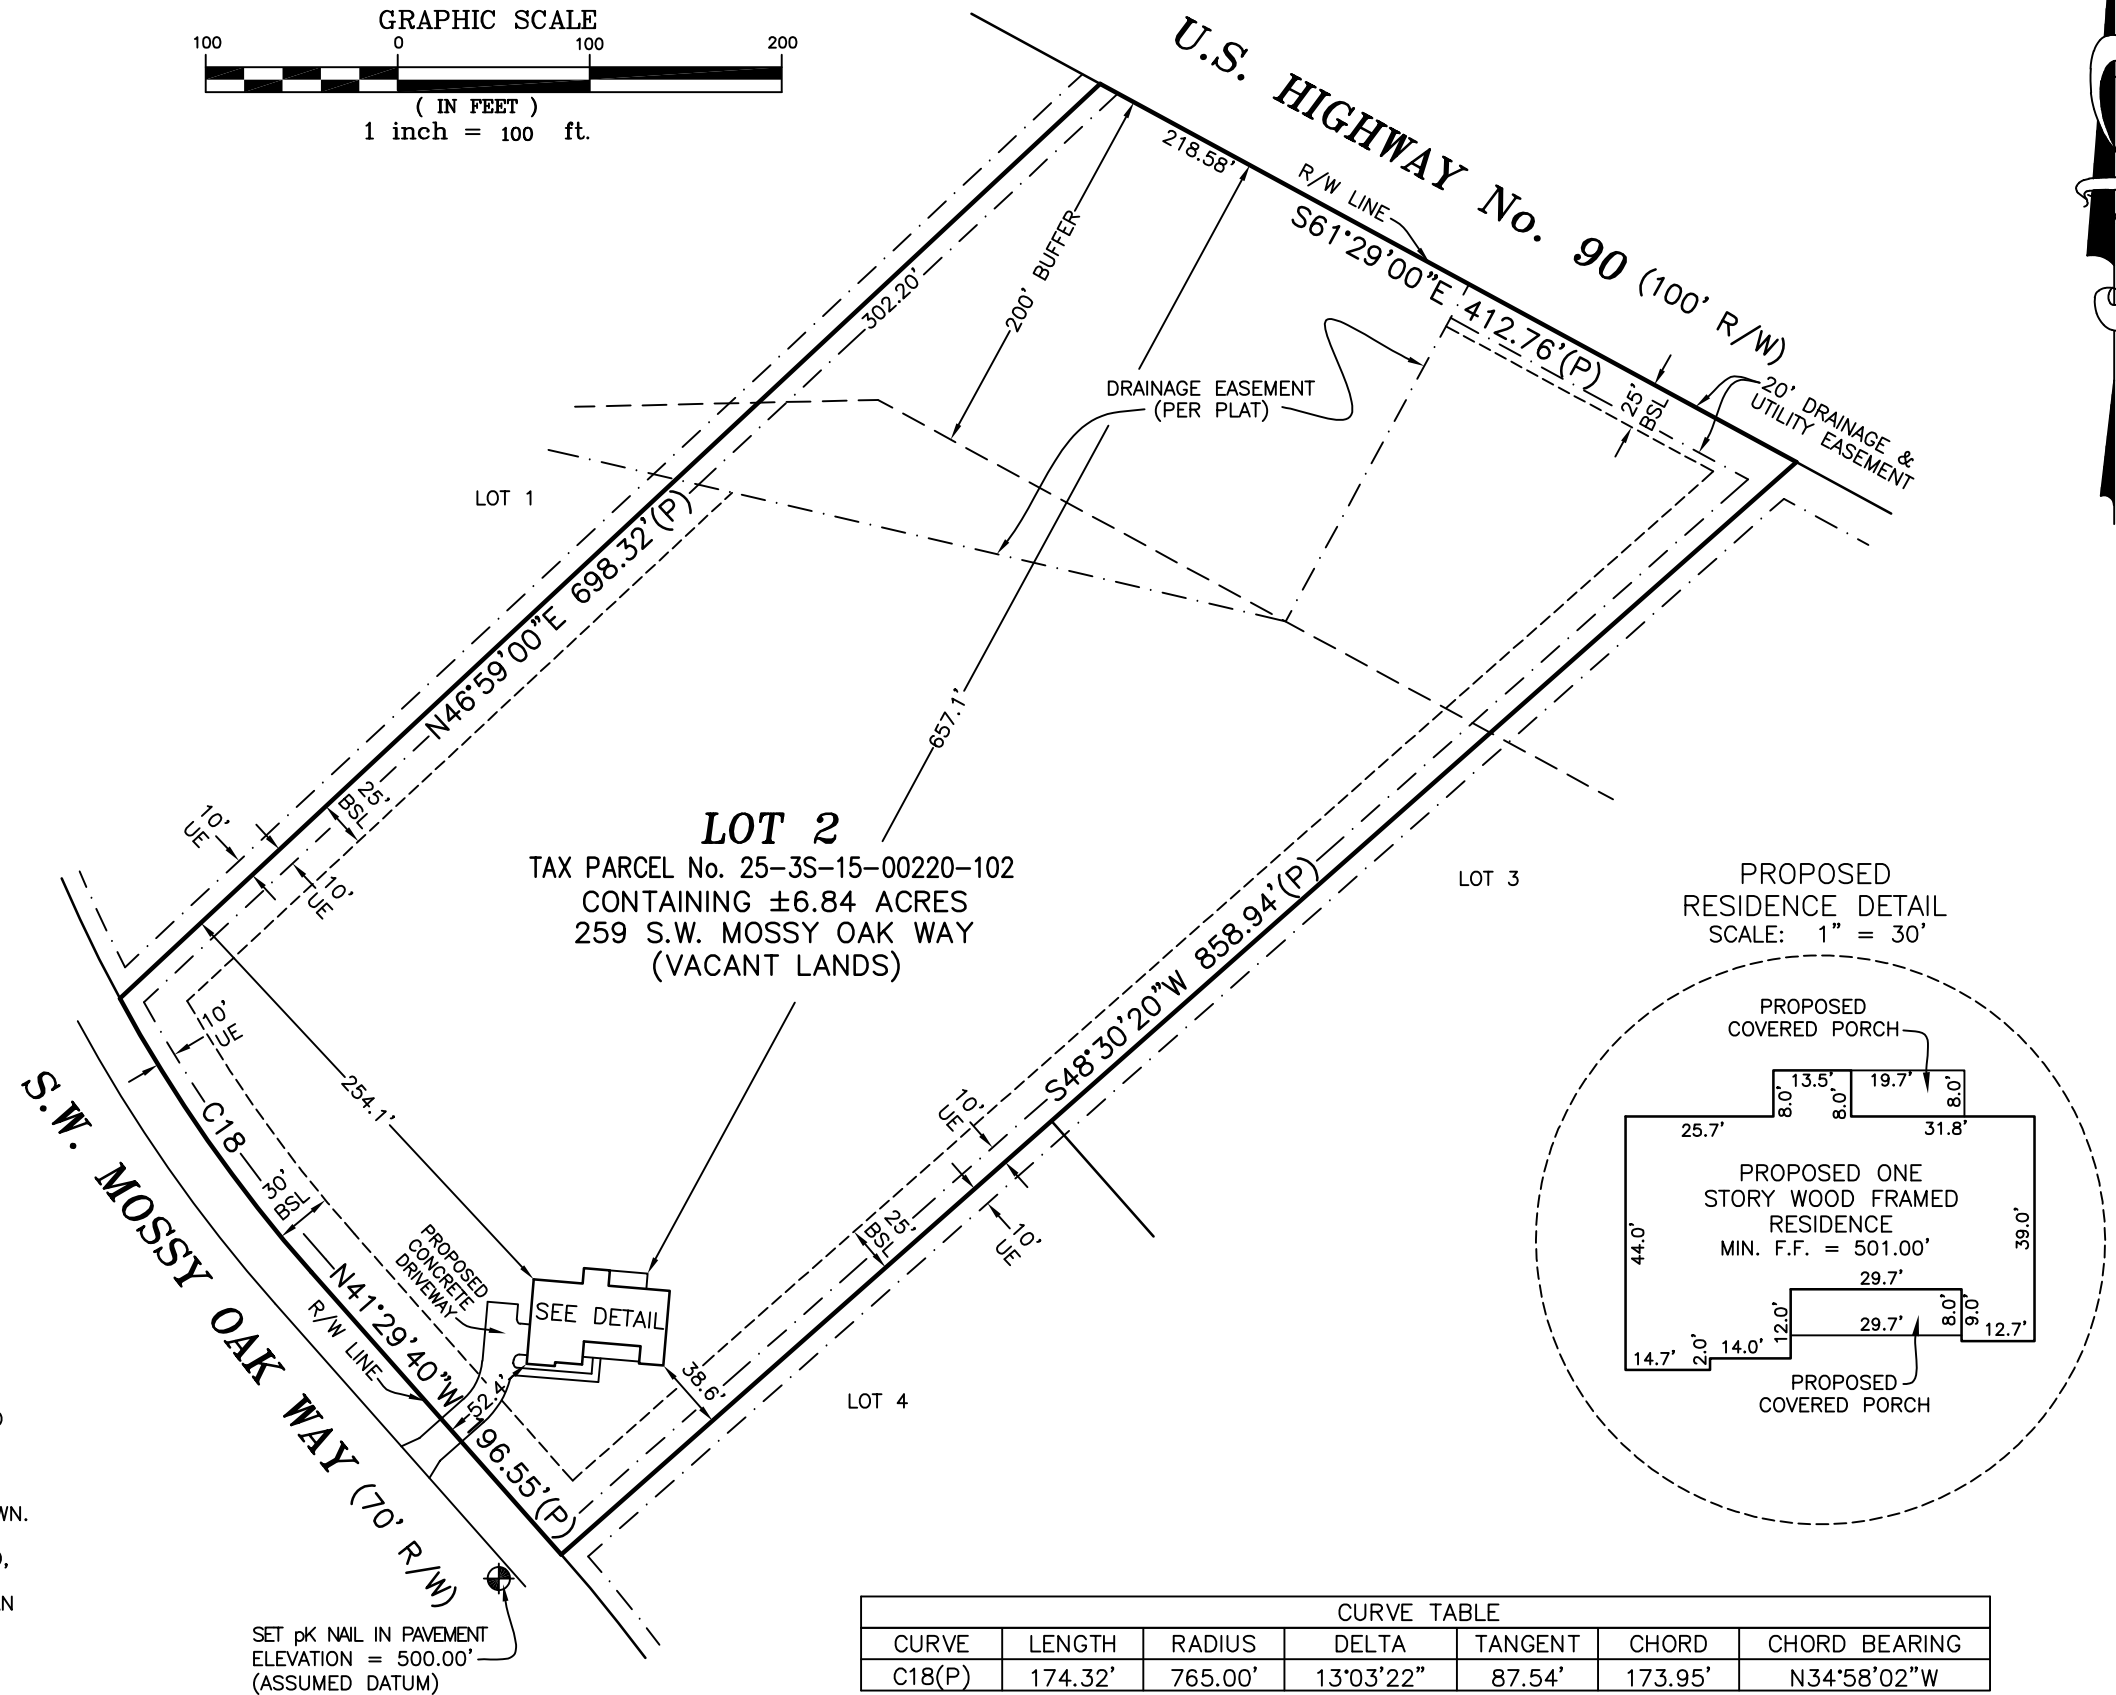 GRAPHIC SCALE
100 0 100 200
( IN FEET )
1 inch = 100 ft.
U.S. HIGHWAY No. 90 (100' R/W)
218.58'
R/W LINE
S61°29'00"E 412.76'(P)
200' BUFFER
302.20'
DRAINAGE EASEMENT
(PER PLAT)
25'
BSL
20' DRAINAGE &
UTILITY EASEMENT
LOT 1
N46°59'00"E 698.32'(P)
657.1'
25'
BSL
10'
UE
10'
UE
LOT 2
TAX PARCEL No. 25-3S-15-00220-102
CONTAINING ±6.84 ACRES
259 S.W. MOSSY OAK WAY
(VACANT LANDS)
LOT 3
S48°30'20"W 858.94'(P)
10'
UE
10'
UE
25'
BSL
10'
UE
254.1'
C18
30'
BSL
S.W. MOSSY OAK WAY (70' R/W)
N41°29'40"W 196.55'(P)
R/W LINE
PROPOSED
CONCRETE
DRIVEWAY
SEE DETAIL
52.4'
38.6'
LOT 4
PROPOSED
RESIDENCE DETAIL
SCALE: 1" = 30'
PROPOSED
COVERED PORCH
13.5' 19.7'
8.0' 8.0' 8.0'
25.7' 31.8'
PROPOSED ONE
STORY WOOD FRAMED
RESIDENCE
MIN. F.F. = 501.00'
44.0' 39.0'
29.7'
12.0' 29.7' 8.0' 9.0'
14.7' 2.0' 14.0' 12.7'
PROPOSED
COVERED PORCH
WN.
SET pK NAIL IN PAVEMENT
ELEVATION = 500.00'
(ASSUMED DATUM)
CURVE TABLE
CURVE LENGTH RADIUS DELTA TANGENT CHORD CHORD BEARING
C18(P) 174.32' 765.00' 13°03'22" 87.54' 173.95' N34°58'02"W